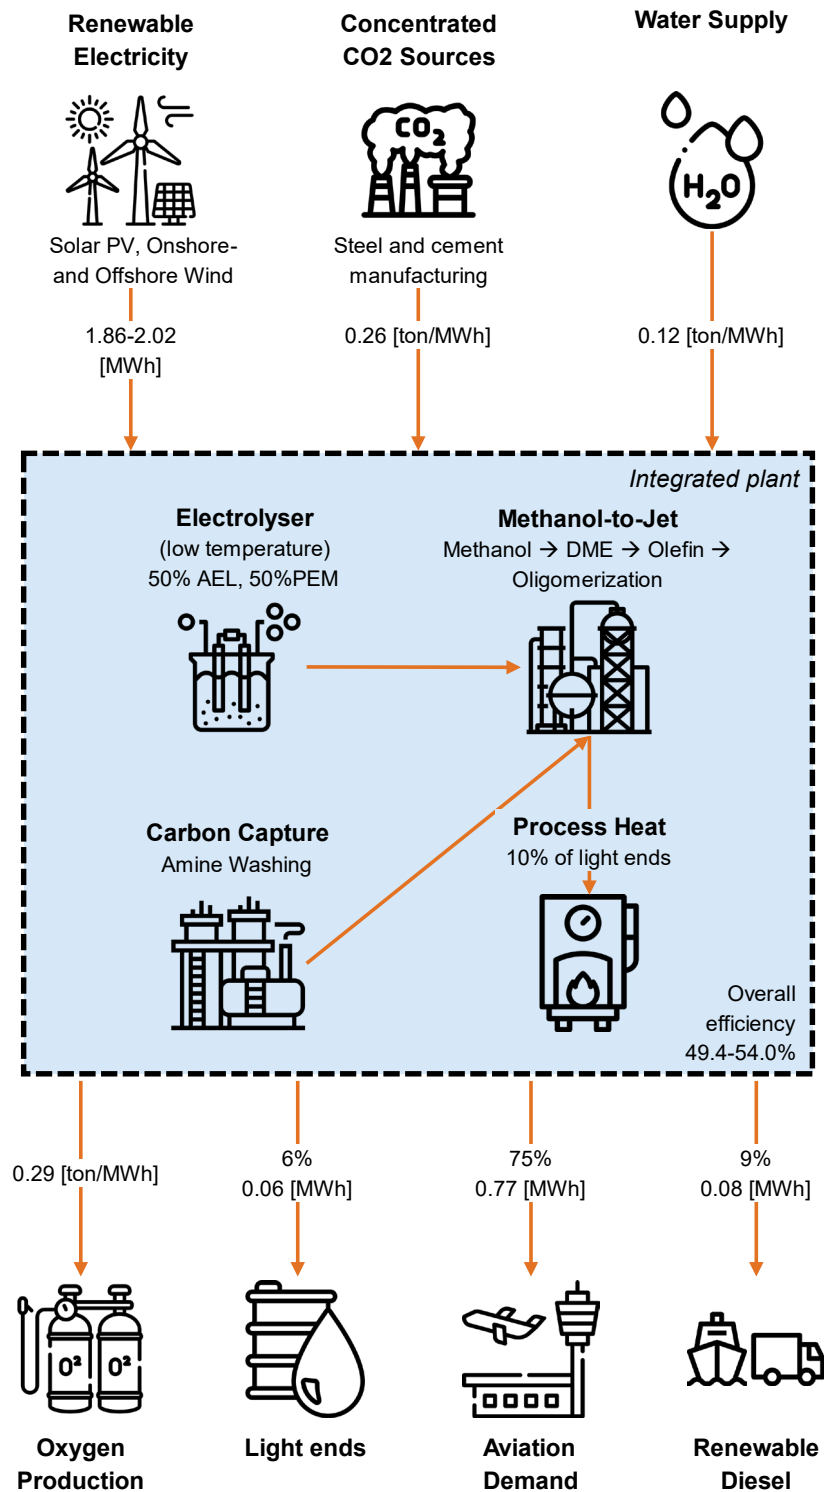 Renewable
Electricity
Concentrated
CO2 Sources
Water Supply
CO2
H2O
Solar PV, Onshore-
and Offshore Wind
Steel and cement
manufacturing
1.86-2.02
[MWh]
0.26 [ton/MWh]
0.12 [ton/MWh]
Integrated plant
Electrolyser
(low temperature)
50% AEL, 50%PEM
Methanol-to-Jet
Methanol → DME → Olefin →
Oligomerization
Carbon Capture
Amine Washing
Process Heat
10% of light ends
Overall
efficiency
49.4-54.0%
0.29 [ton/MWh]
6%
0.06 [MWh]
75%
0.77 [MWh]
9%
0.08 [MWh]
O² O²
Oxygen
Production
Light ends
Aviation
Demand
Renewable
Diesel